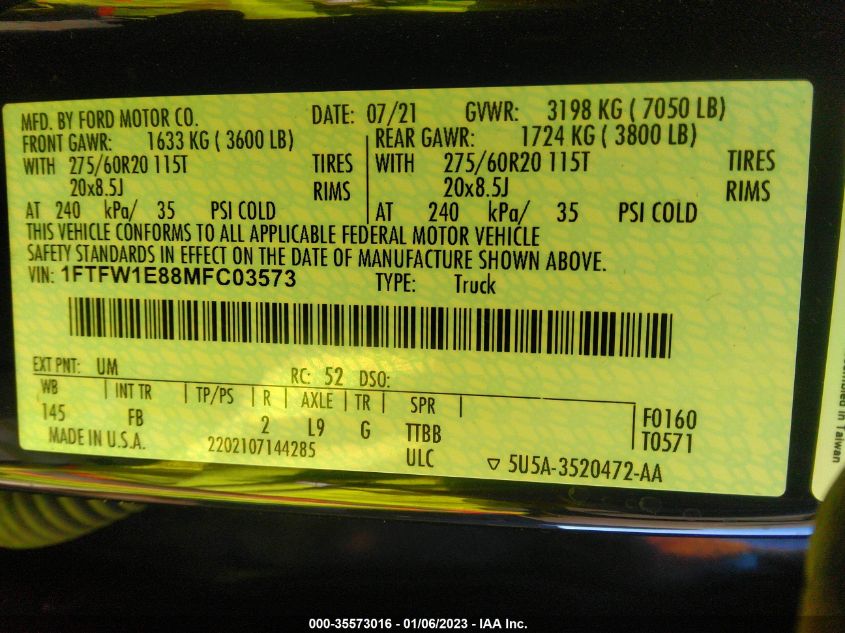 MFD. BY FORD MOTOR CO. DATE: 07/21 GVWR: 3198 KG ( 7050 LB)
FRONT GAWR: 1633 KG ( 3600 LB) REAR GAWR: 1724 KG ( 3800 LB)
WITH 275/60R20 115T TIRES WITH 275/60R20 115T TIRES
20x8.5J RIMS 20x8.5J RIMS
AT 240 kPa/ 35 PSI COLD AT 240 kPa/ 35 PSI COLD
THIS VEHICLE CONFORMS TO ALL APPLICABLE FEDERAL MOTOR VEHICLE
SAFETY STANDARDS IN EFFECT ON THE DATE OF MANUFACTURE SHOWN ABOVE.
VIN: 1FTFW1E88MFC03573 TYPE: Truck
EXT PNT: UM RC: 52 DSO:
WB INT TR TP/PS R AXLE TR SPR
145 FB 2 L9 G TTBB F0160
MADE IN U.S.A. 2202107144285 ULC T0571
5U5A-3520472-AA
in Taiwan
000-35573016 - 01/06/2023 - IAA Inc.